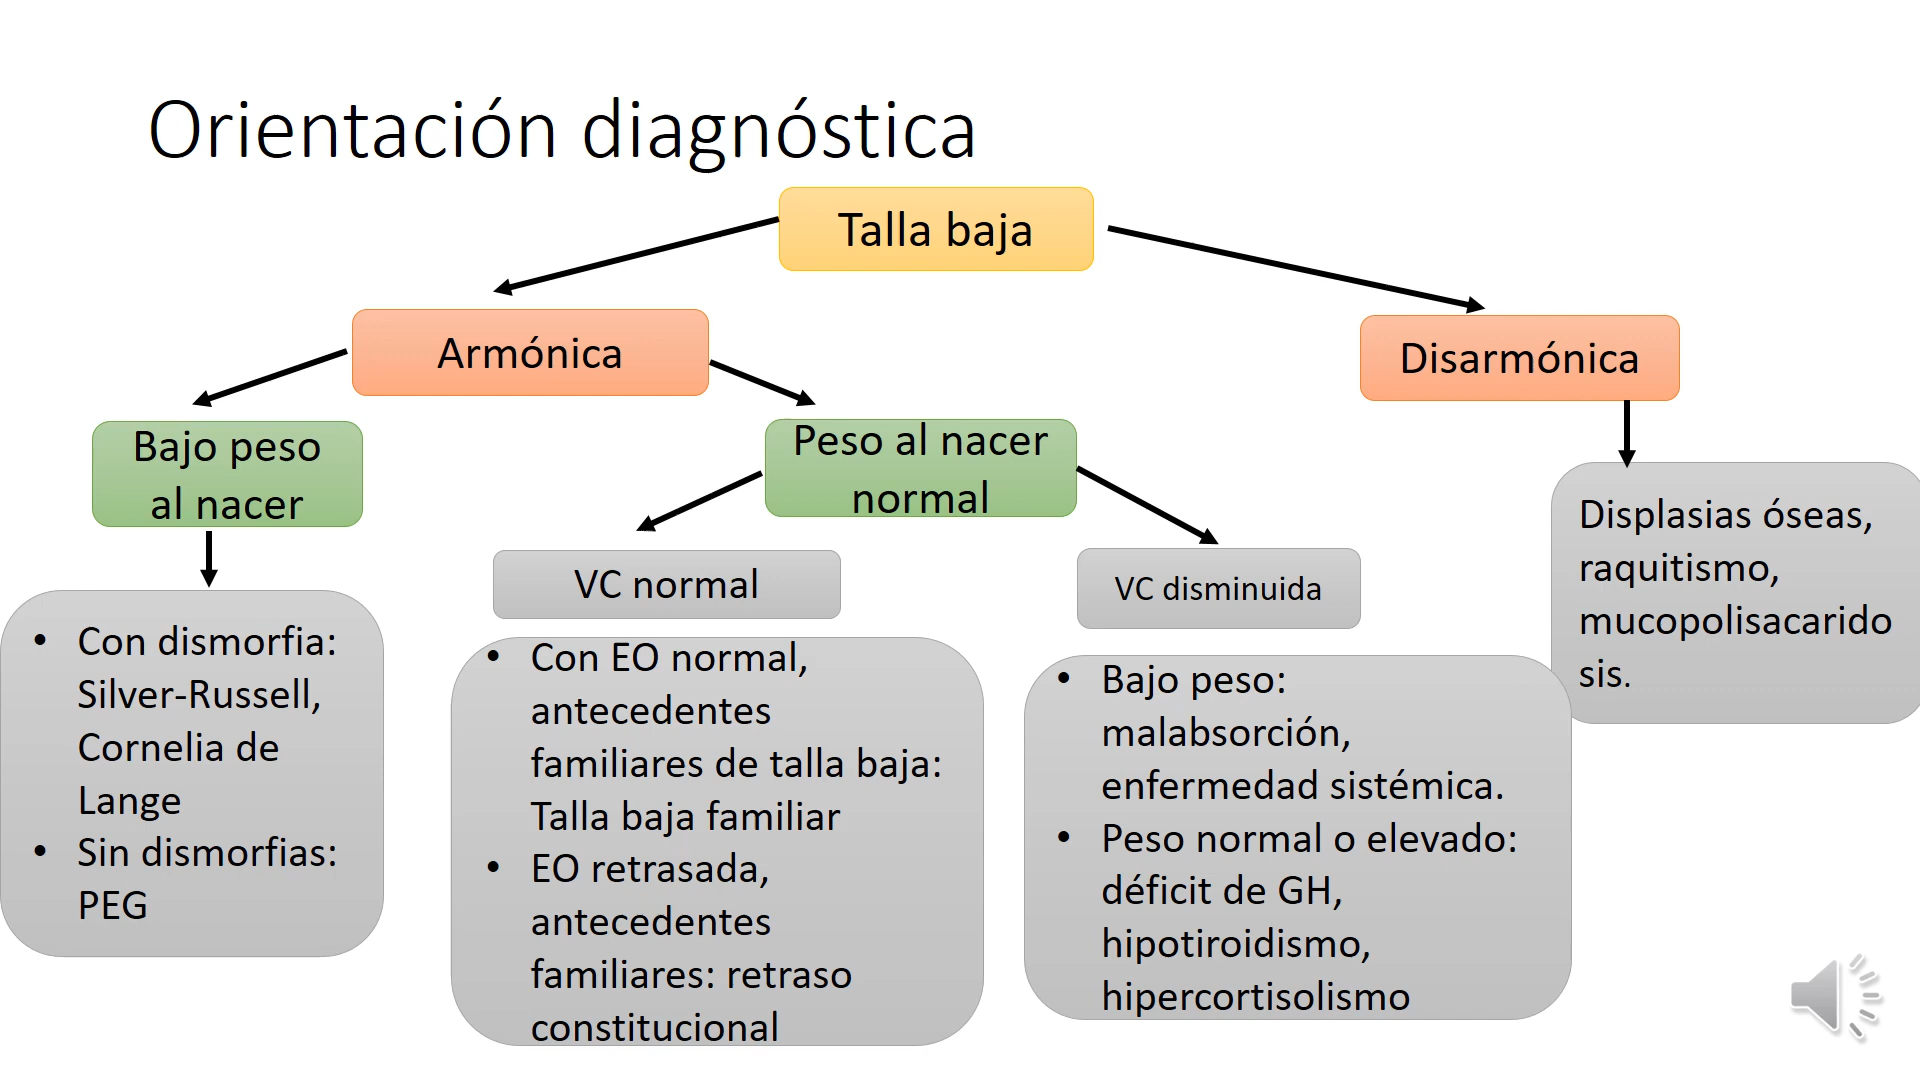 Orientación diagnóstica
Talla baja
Armónica
Disarmónica
Bajo peso
al nacer
Peso al nacer
normal
VC normal
VC disminuida
• Con dismorfia:
Silver-Russell,
Cornelia de
Lange
• Sin dismorfias:
PEG
• Con EO normal,
antecedentes
familiares de talla baja:
Talla baja familiar
• EO retrasada,
antecedentes
familiares: retraso
constitucional
• Bajo peso:
malabsorción,
enfermedad sistémica.
• Peso normal o elevado:
déficit de GH,
hipotiroidismo,
hipercortisolismo
Displasias óseas,
raquitismo,
mucopolisacarido
sis.